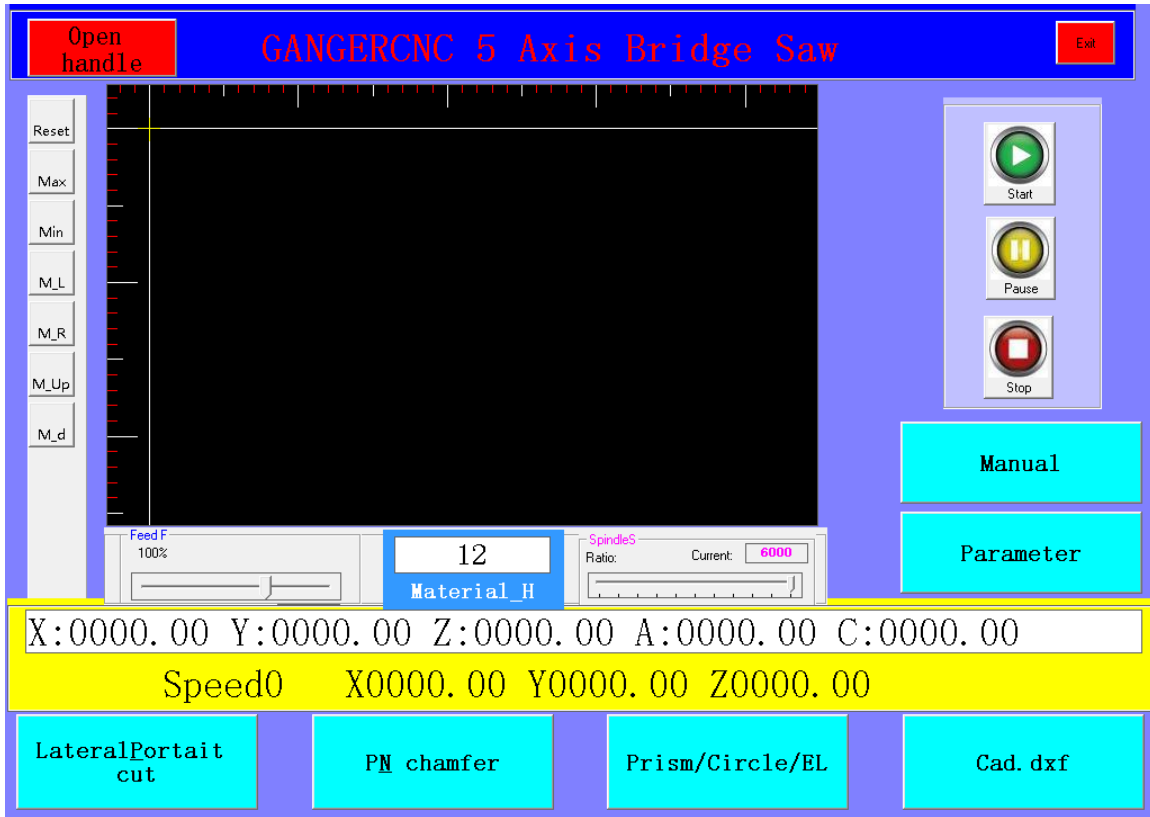 Open
handle
GANGERCNC 5 Axis Bridge Saw
Exit
Reset
Max
Min
M_L
M_R
M_Up
M_d
Start
Pause
Stop
Manual
Parameter
Feed F
100%
12
Material_H
SpindleS
Ratio:
Current:
6000
X:0000.00 Y:0000.00 Z:0000.00 A:0000.00 C:0000.00
Speed0 X0000.00 Y0000.00 Z0000.00
LateralPortait
cut
PN chamfer
Prism/Circle/EL
Cad.dxf